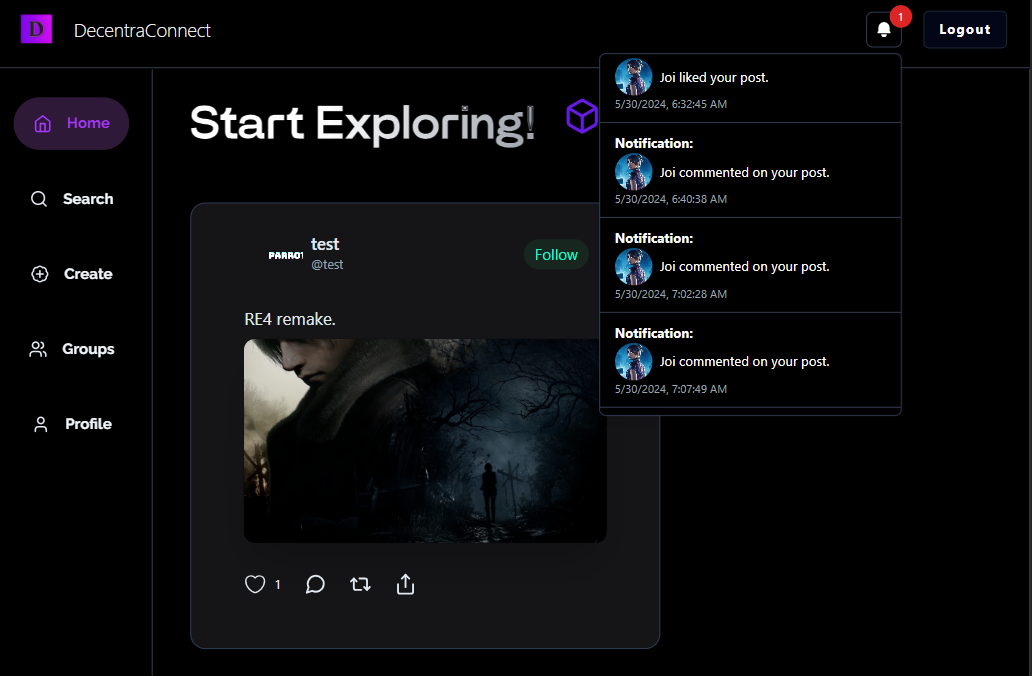 D
DecentraConnect
1
Logout
Home
Search
Create
Groups
Profile
Start Exploring!
PARROT
test
@test
Follow
RE4 remake.
1
Joi liked your post.
5/30/2024, 6:32:45 AM
Notification:
Joi commented on your post.
5/30/2024, 6:40:38 AM
Notification:
Joi commented on your post.
5/30/2024, 7:02:28 AM
Notification:
Joi commented on your post.
5/30/2024, 7:07:49 AM